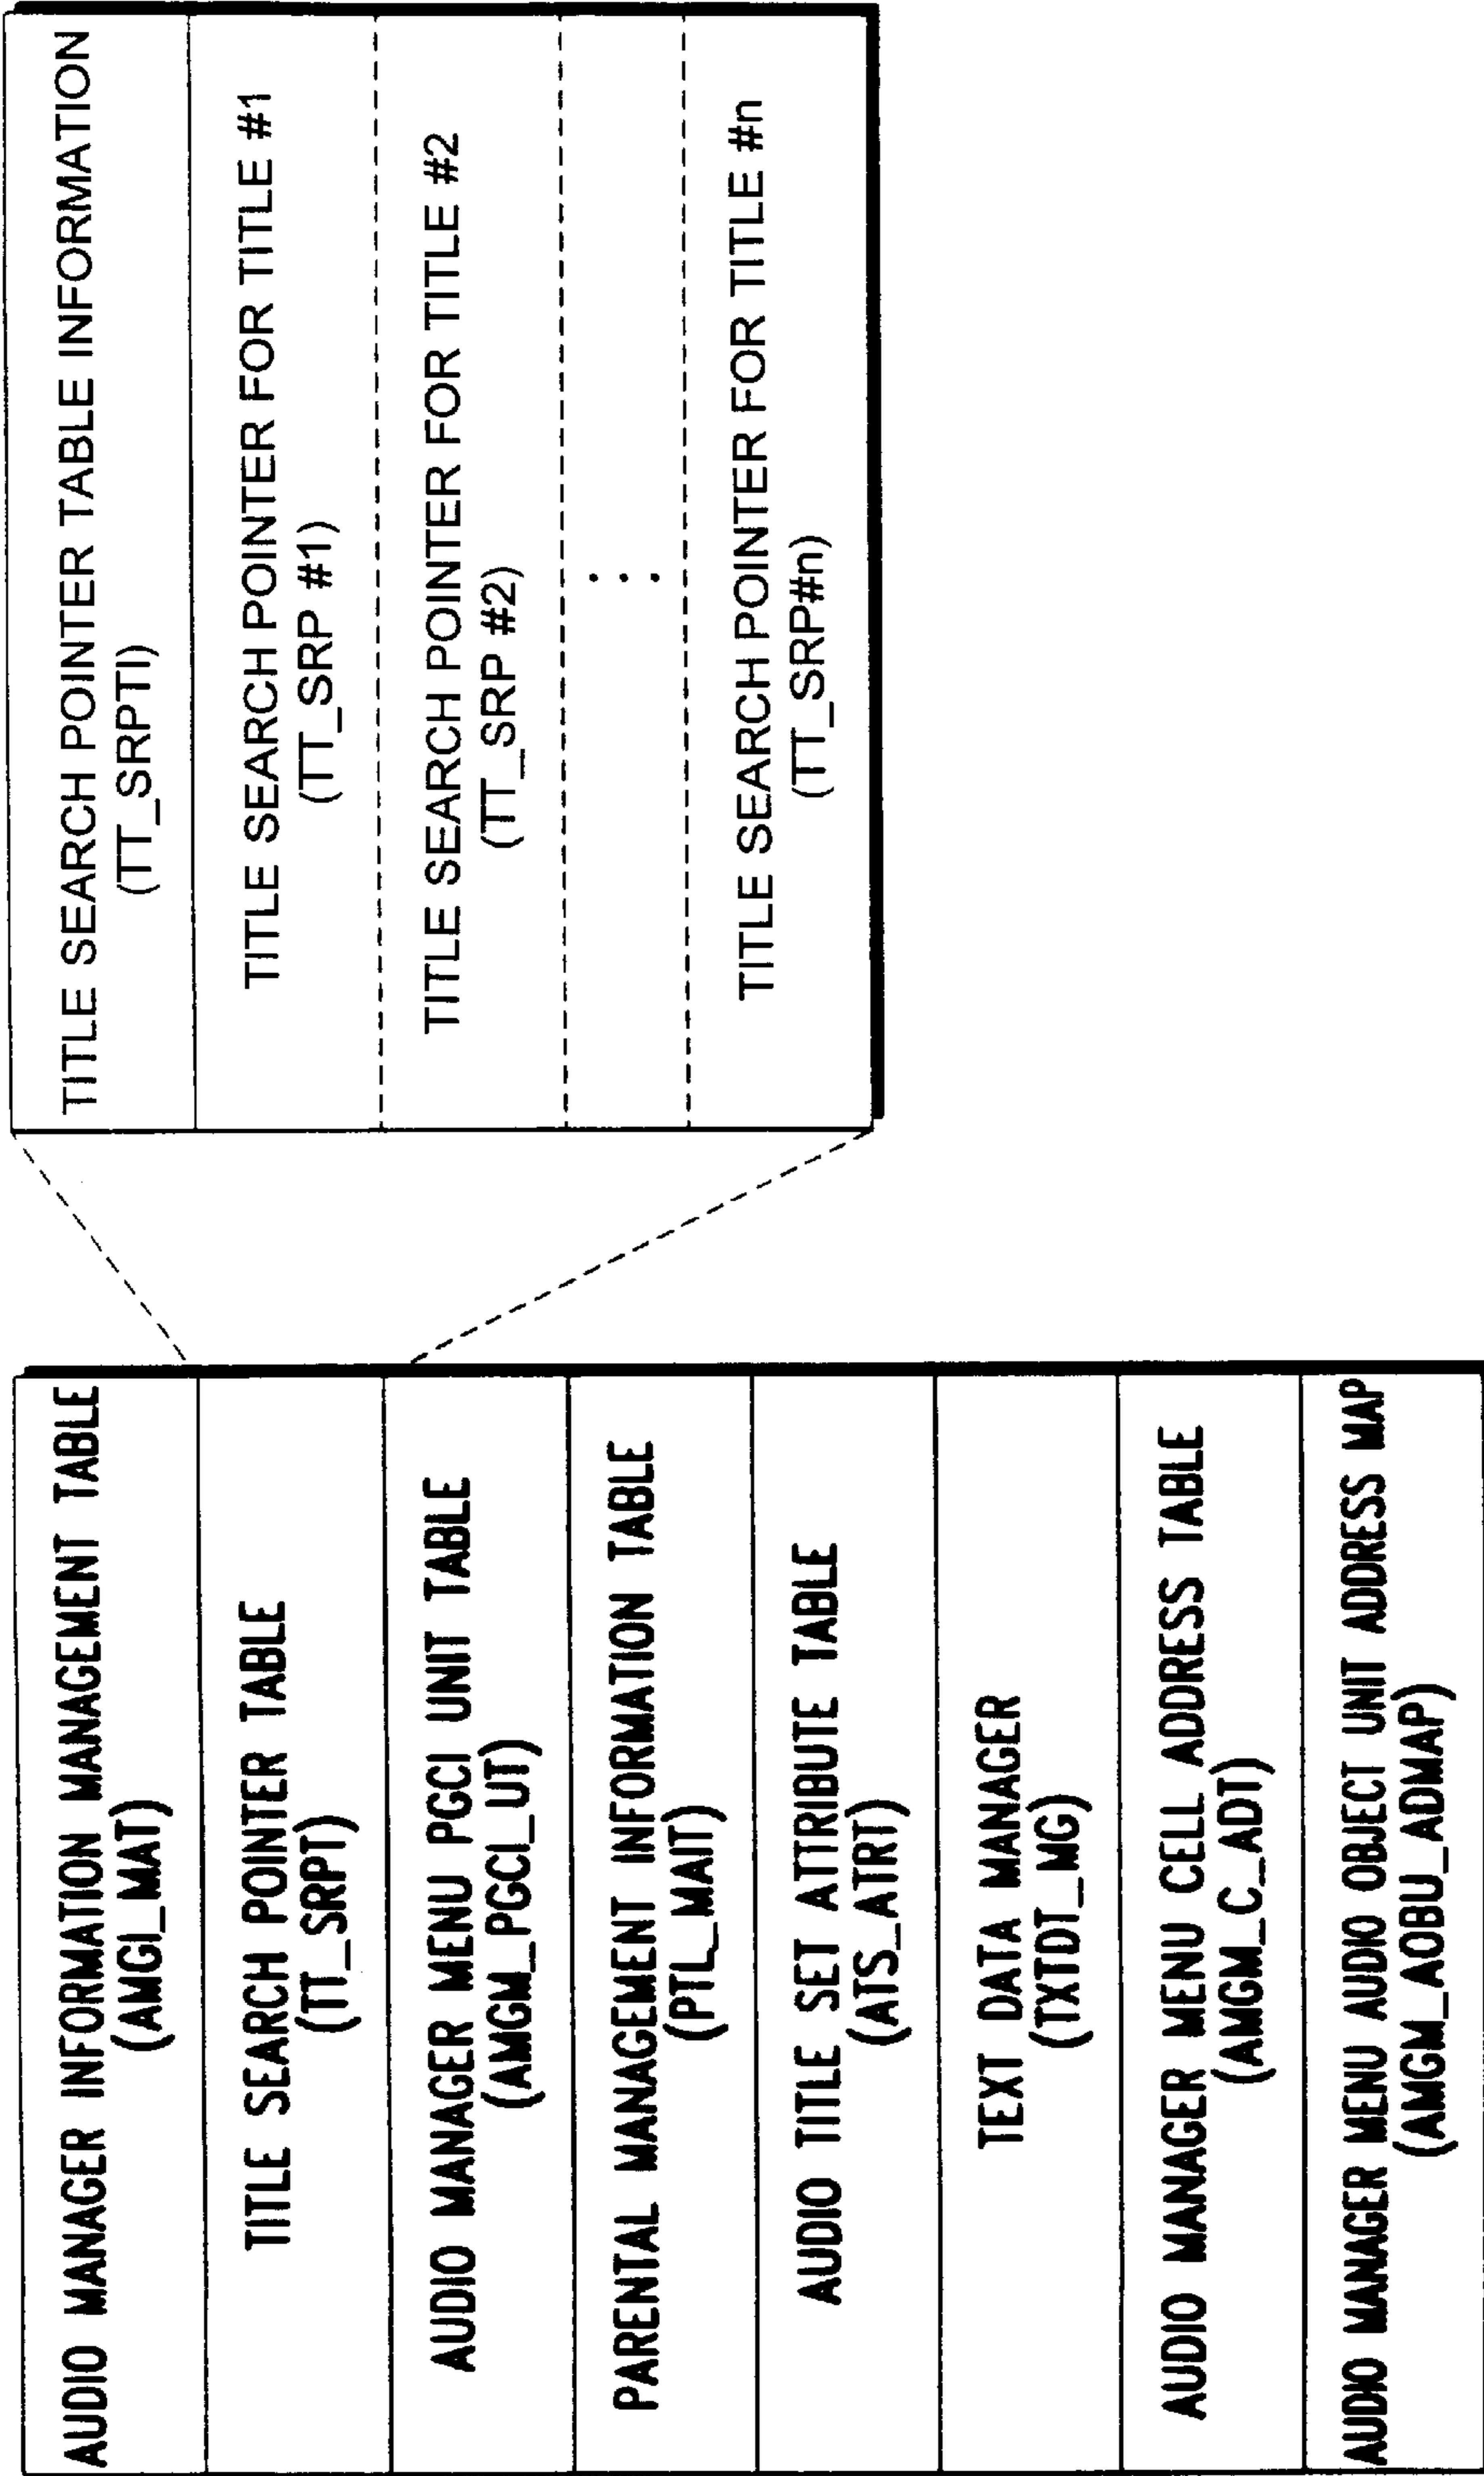 AUDIO MANAGER INFORMATION MANAGEMENT TABLE
(AMGI_MAT)
TITLE SEARCH POINTER TABLE
(TT_SRPT)
AUDIO MANAGER MENU PGCI UNIT TABLE
(AMGM_PGCI_UT)
PARENTAL MANAGEMENT INFORMATION TABLE
(PTL_MAIT)
AUDIO TITLE SET ATTRIBUTE TABLE
(ATS_ATRT)
TEXT DATA MANAGER
(TXTDT_MG)
AUDIO MANAGER MENU CELL ADDRESS TABLE
(AMGM_C_ADT)
AUDIO MANAGER MENU AUDIO OBJECT UNIT ADDRESS MAP
(AMGM_AOBU_ADMAP)
TITLE SEARCH POINTER TABLE INFORMATION
(TT_SRPTI)
TITLE SEARCH POINTER FOR TITLE #1
(TT_SRP #1)
TITLE SEARCH POINTER FOR TITLE #2
(TT_SRP #2)
⋮
TITLE SEARCH POINTER FOR TITLE #n
(TT_SRP#n)